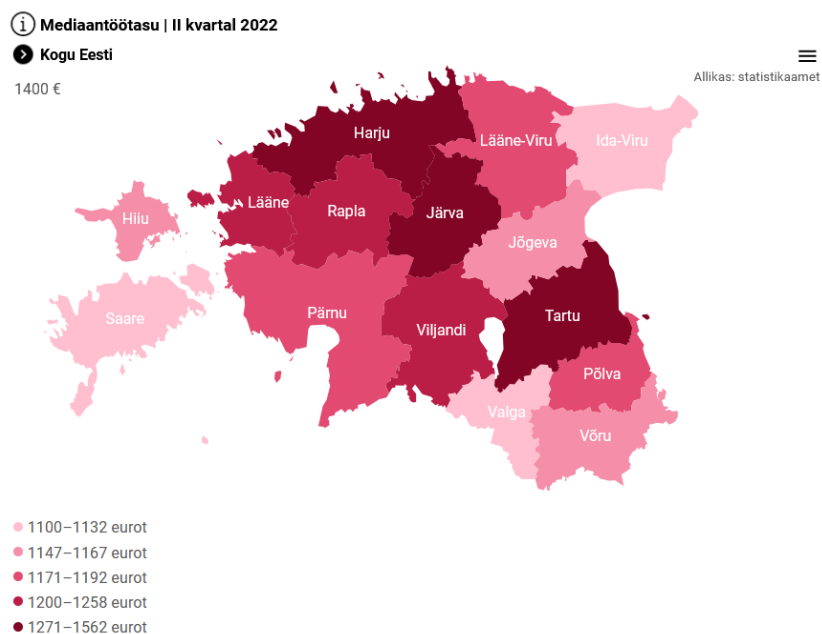 Mediaantöötasu | II kvartal 2022
Kogu Eesti
Allikas: statistikaamet
1400 €
Harju
Lääne-Viru
Ida-Viru
Lääne
Rapla
Järva
Hiiu
Jõgeva
Saare
Pärnu
Viljandi
Tartu
Põlva
Valga
Võru
1100–1132 eurot
1147–1167 eurot
1171–1192 eurot
1200–1258 eurot
1271–1562 eurot